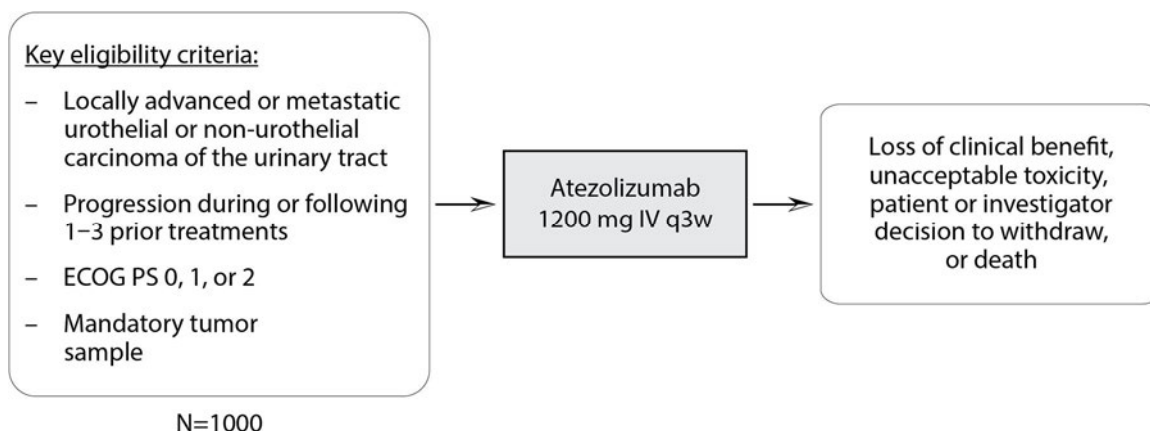 Key eligibility criteria:
– Locally advanced or metastatic
urothelial or non-urothelial
carcinoma of the urinary tract
– Progression during or following
1–3 prior treatments
– ECOG PS 0, 1, or 2
– Mandatory tumor
sample
N=1000
Atezolizumab
1200 mg IV q3w
Loss of clinical benefit,
unacceptable toxicity,
patient or investigator
decision to withdraw,
or death